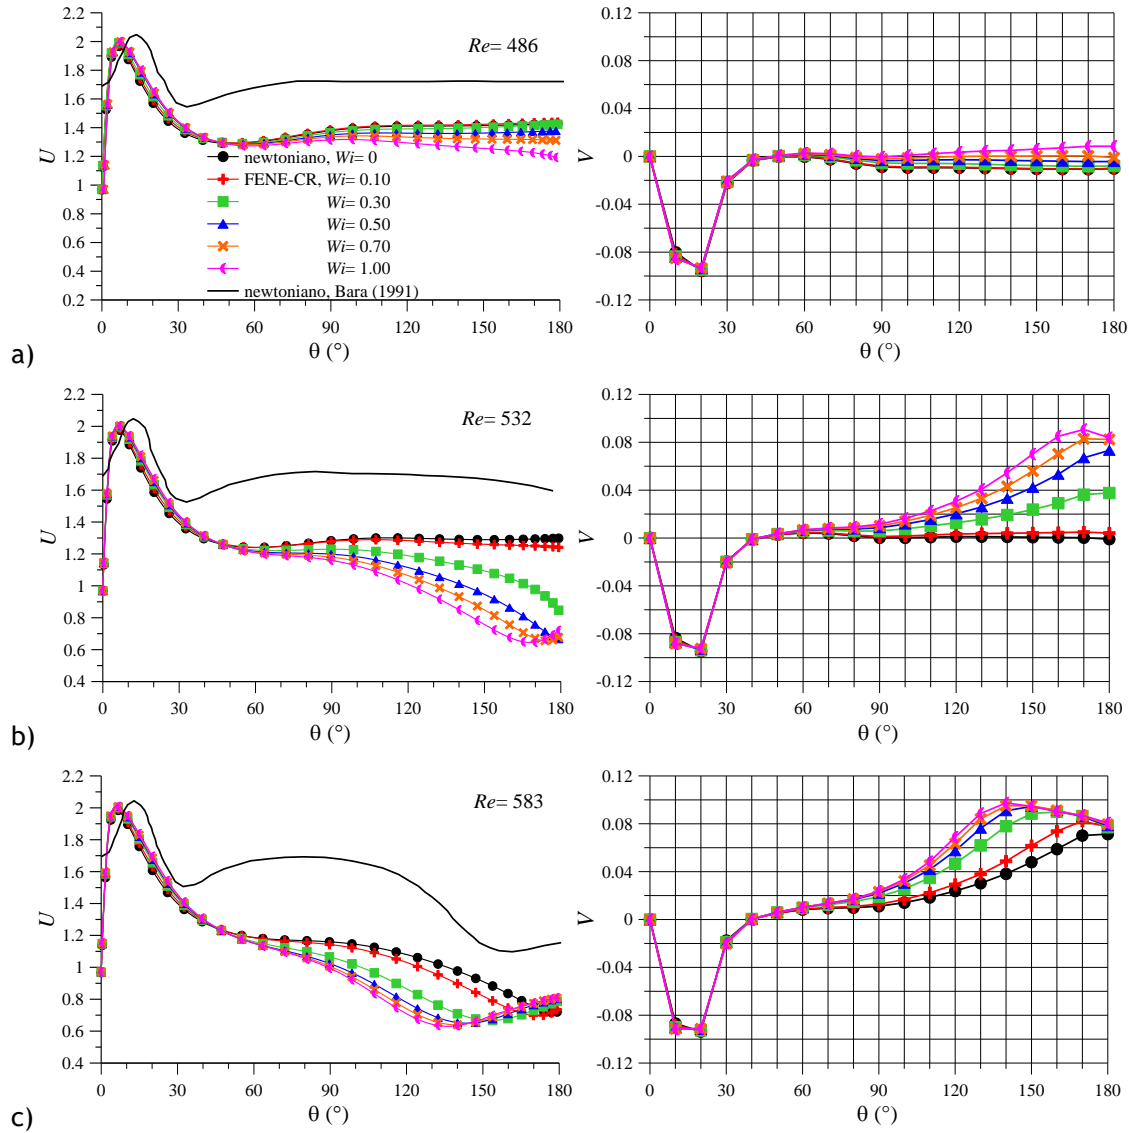 a)
2.2
2
1.8
1.6
1.4
1.2
1
0.8
0.6
0.4
0.2
U
Re= 486
newtoniano, Wi= 0
FENE-CR, Wi= 0.10
Wi= 0.30
Wi= 0.50
Wi= 0.70
Wi= 1.00
newtoniano, Bara (1991)
0 30 60 90 120 150 180
θ (°)
0.12
0.08
0.04
0
-0.04
-0.08
-0.12
V
0 30 60 90 120 150 180
θ (°)
b)
2.2
2
1.8
1.6
1.4
1.2
1
0.8
0.6
0.4
U
Re= 532
0 30 60 90 120 150 180
θ (°)
0.12
0.08
0.04
0
-0.04
-0.08
-0.12
V
0 30 60 90 120 150 180
θ (°)
c)
2.2
2
1.8
1.6
1.4
1.2
1
0.8
0.6
0.4
U
Re= 583
0 30 60 90 120 150 180
θ (°)
0.12
0.08
0.04
0
-0.04
-0.08
-0.12
V
0 30 60 90 120 150 180
θ (°)